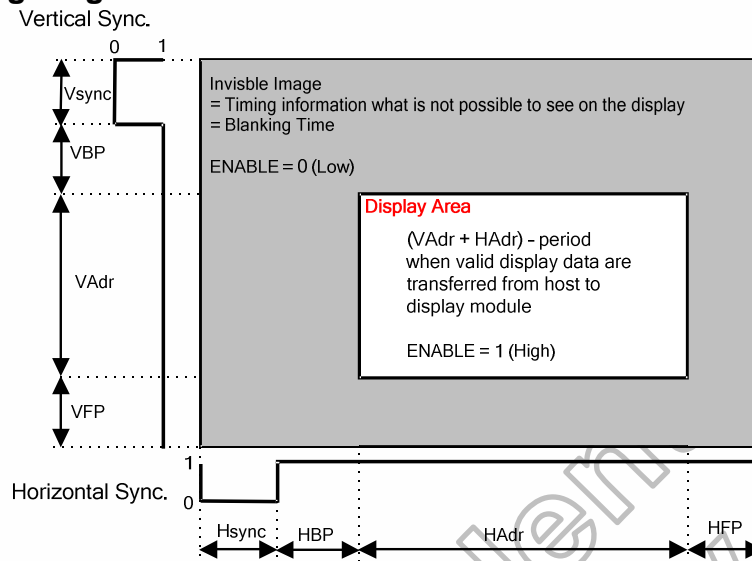 Vertical Sync.
0 1
Invisble Image
= Timing information what is not possible to see on the display
= Blanking Time
ENABLE = 0 (Low)
Vsync
VBP
Display Area
(VAdr + HAdr) - period
when valid display data are
transferred from host to
display module
ENABLE = 1 (High)
VAdr
VFP
1
Horizontal Sync.
0
Hsync
HBP
HAdr
HFP